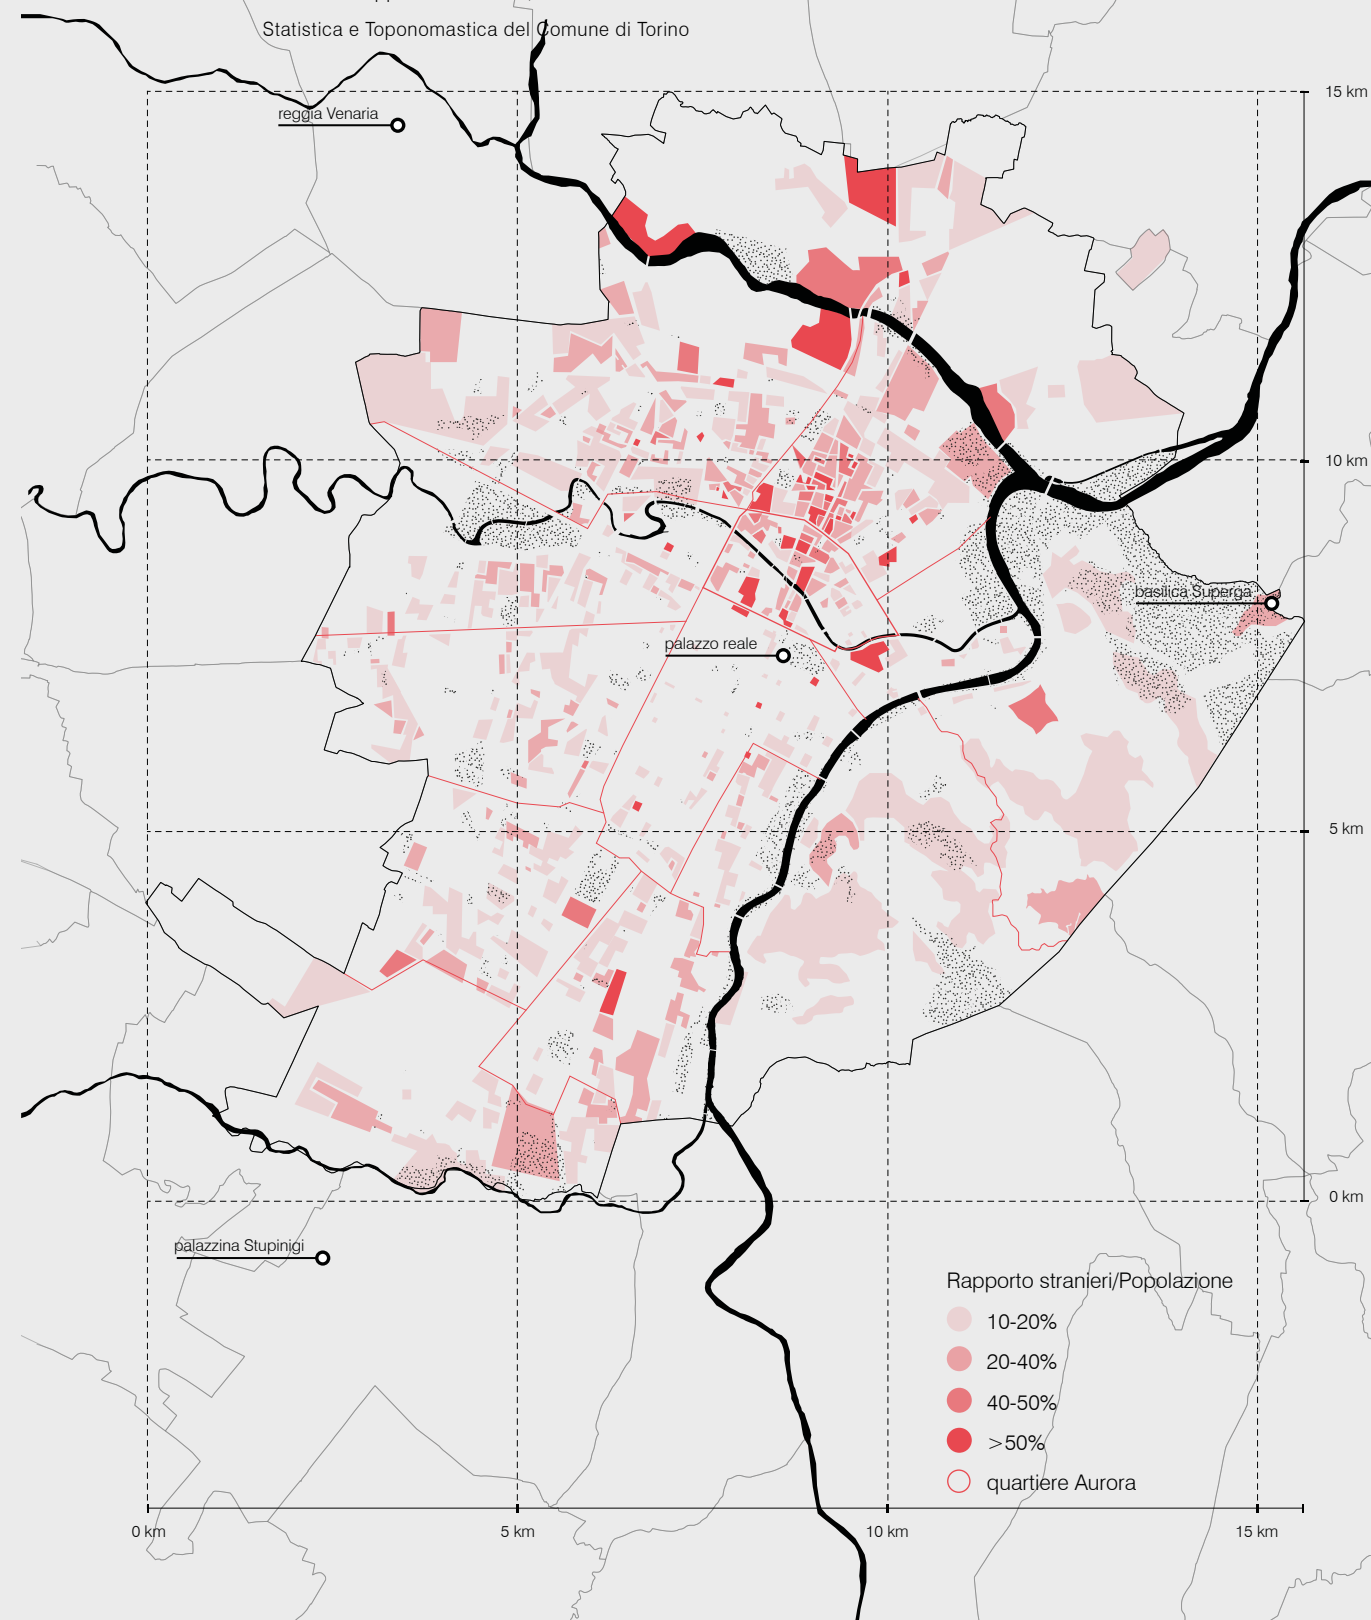 Statistica e Toponomastica del Comune di Torino
15 km
reggia Venaria
10 km
basilica Superga
palazzo reale
5 km
0 km
palazzina Stupinigi
Rapporto stranieri/Popolazione
10-20%
20-40%
40-50%
>50%
quartiere Aurora
0 km
5 km
10 km
15 km